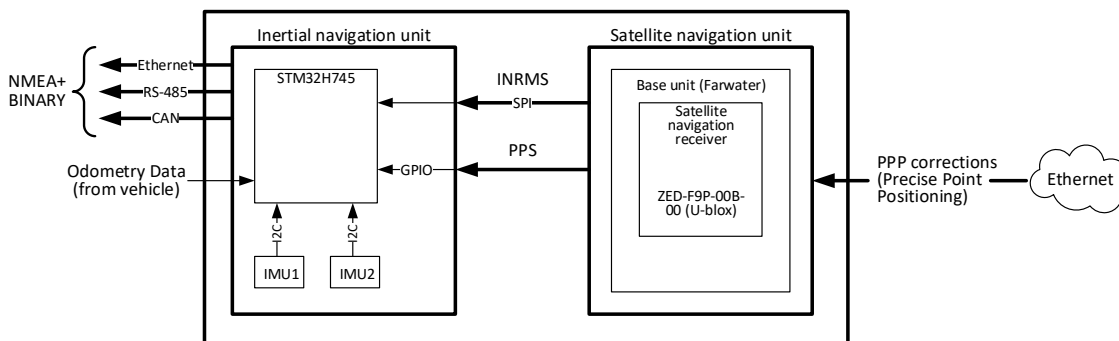 Inertial navigation unit
Satellite navigation unit
NMEA+
BINARY
Ethernet
RS-485
CAN
STM32H745
INRMS
SPI
Base unit (Farwater)
Satellite
navigation
receiver
ZED-F9P-00B-
00 (U-blox)
Odometry Data
(from vehicle)
GPIO
PPS
PPP corrections
(Precise Point
Positioning)
Ethernet
I2C
I2C
IMU1
IMU2